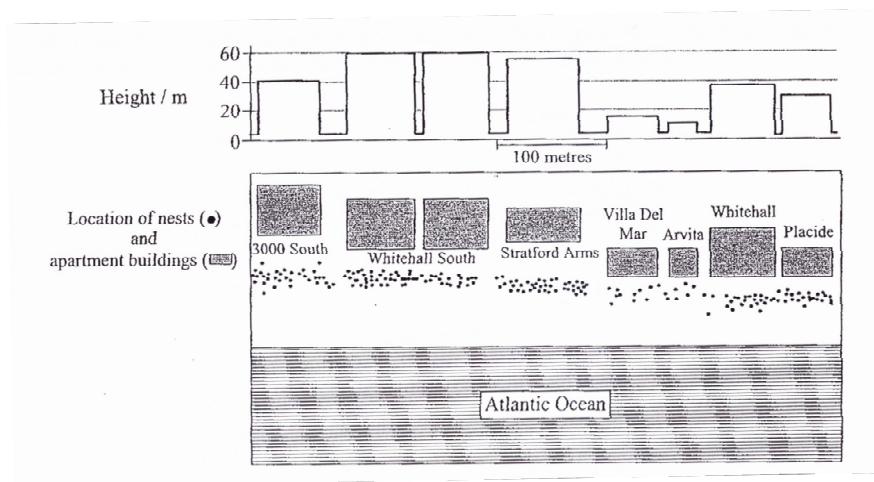 60
40
20
0
Height / m
100 metres
Location of nests (●)
and
apartment buildings (▩)
3000 South
Whitehall South
Stratford Arms
Villa Del
Mar
Arvita
Whitehall
Placide
Atlantic Ocean